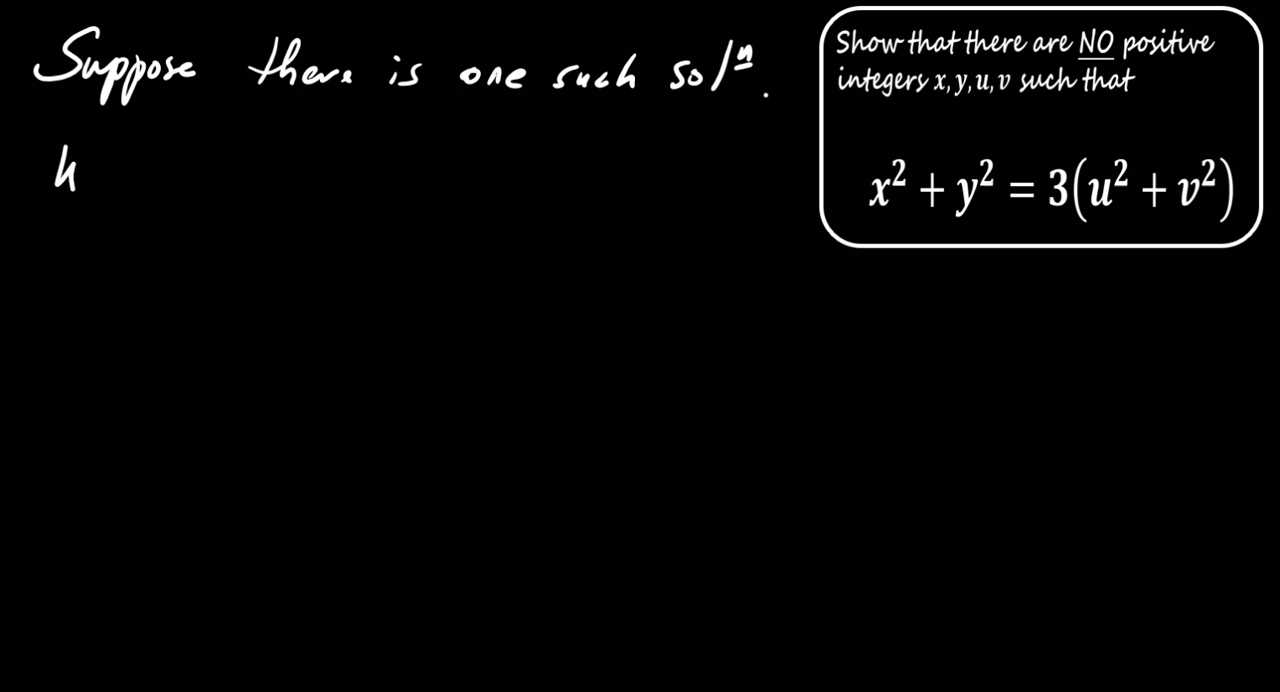 Suppose there is one such solⁿ.
Show that there are NO positive
integers x, y, u, v such that
x² + y² = 3(u² + v²)